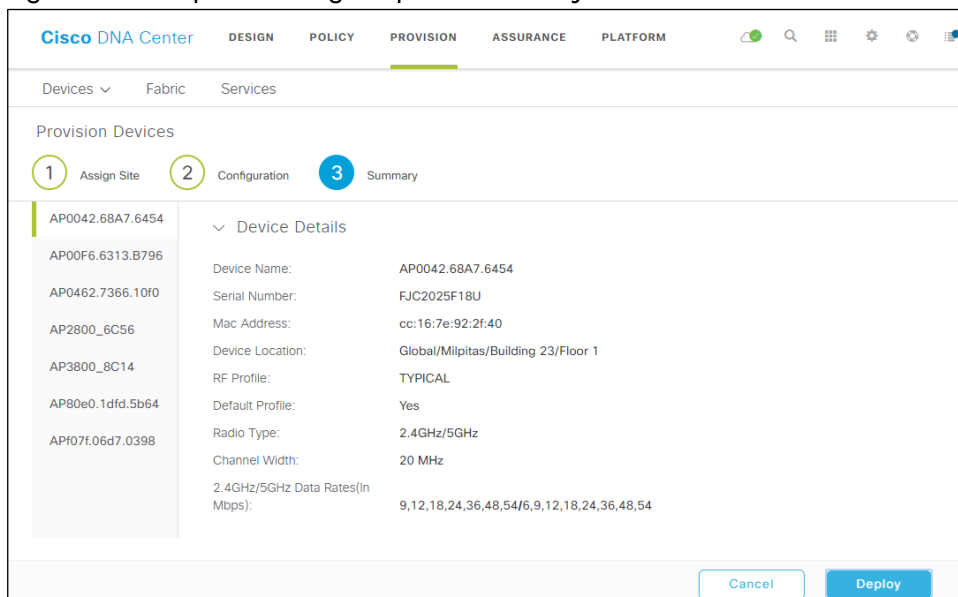 Cisco DNA Center DESIGN POLICY PROVISION ASSURANCE PLATFORM
Devices Fabric Services
Provision Devices
1 Assign Site 2 Configuration 3 Summary
AP0042.68A7.6454
AP00F6.6313.B796
AP0462.7366.10f0
AP2800_6C56
AP3800_8C14
AP80e0.1dfd.5b64
APf07f.06d7.0398
Device Details
Device Name: AP0042.68A7.6454
Serial Number: FJC2025F18U
Mac Address: cc:16:7e:92:2f:40
Device Location: Global/Milpitas/Building 23/Floor 1
RF Profile: TYPICAL
Default Profile: Yes
Radio Type: 2.4GHz/5GHz
Channel Width: 20 MHz
2.4GHz/5GHz Data Rates(In
Mbps): 9,12,18,24,36,48,54/6,9,12,18,24,36,48,54
Cancel Deploy